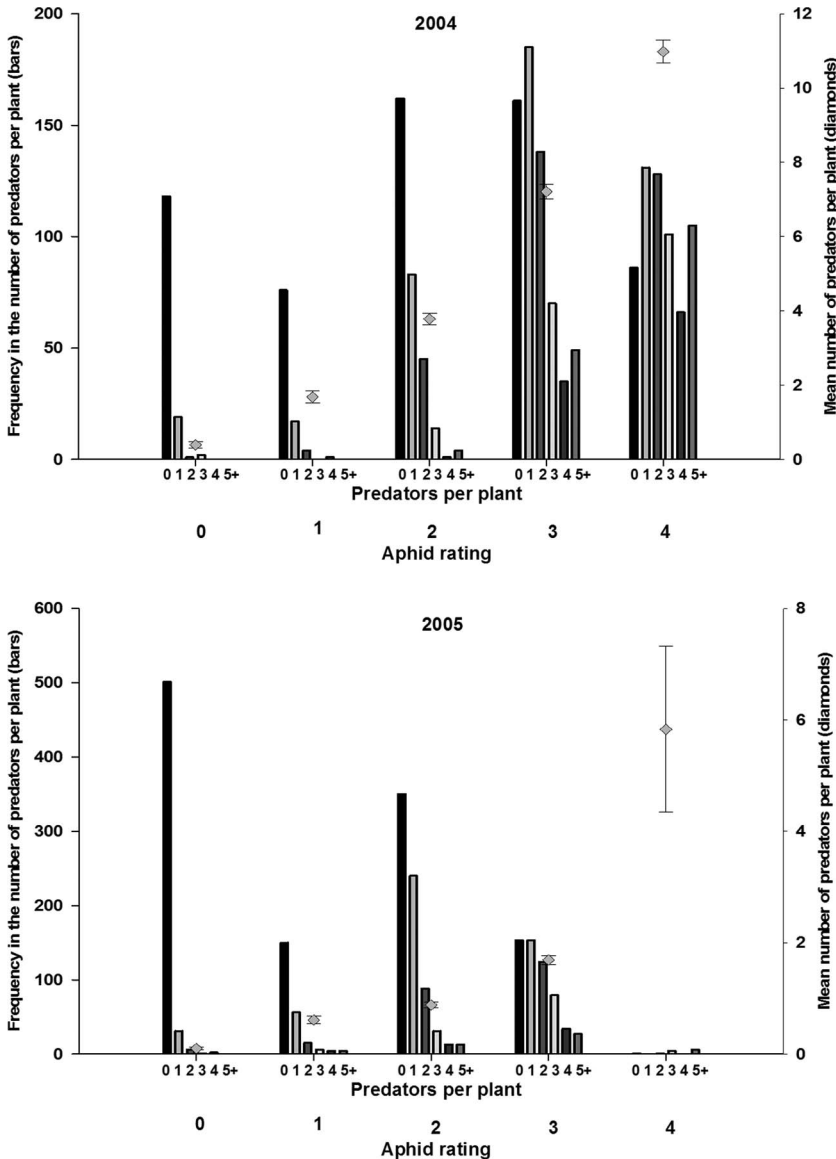 Frequency in the number of predators per plant (bars)
200
150
100
50
0
2004
12
10
8
6
4
2
0
Mean number of predators per plant (diamonds)
0 1 2 3 4 5+ 0 1 2 3 4 5+ 0 1 2 3 4 5+ 0 1 2 3 4 5+ 0 1 2 3 4 5+
Predators per plant
0 1 2 3 4
Aphid rating
Frequency in the number of predators per plant (bars)
600
500
400
300
200
100
0
2005
8
6
4
2
0
Mean number of predators per plant (diamonds)
0 1 2 3 4 5+ 0 1 2 3 4 5+ 0 1 2 3 4 5+ 0 1 2 3 4 5+ 0 1 2 3 4 5+
Predators per plant
0 1 2 3 4
Aphid rating